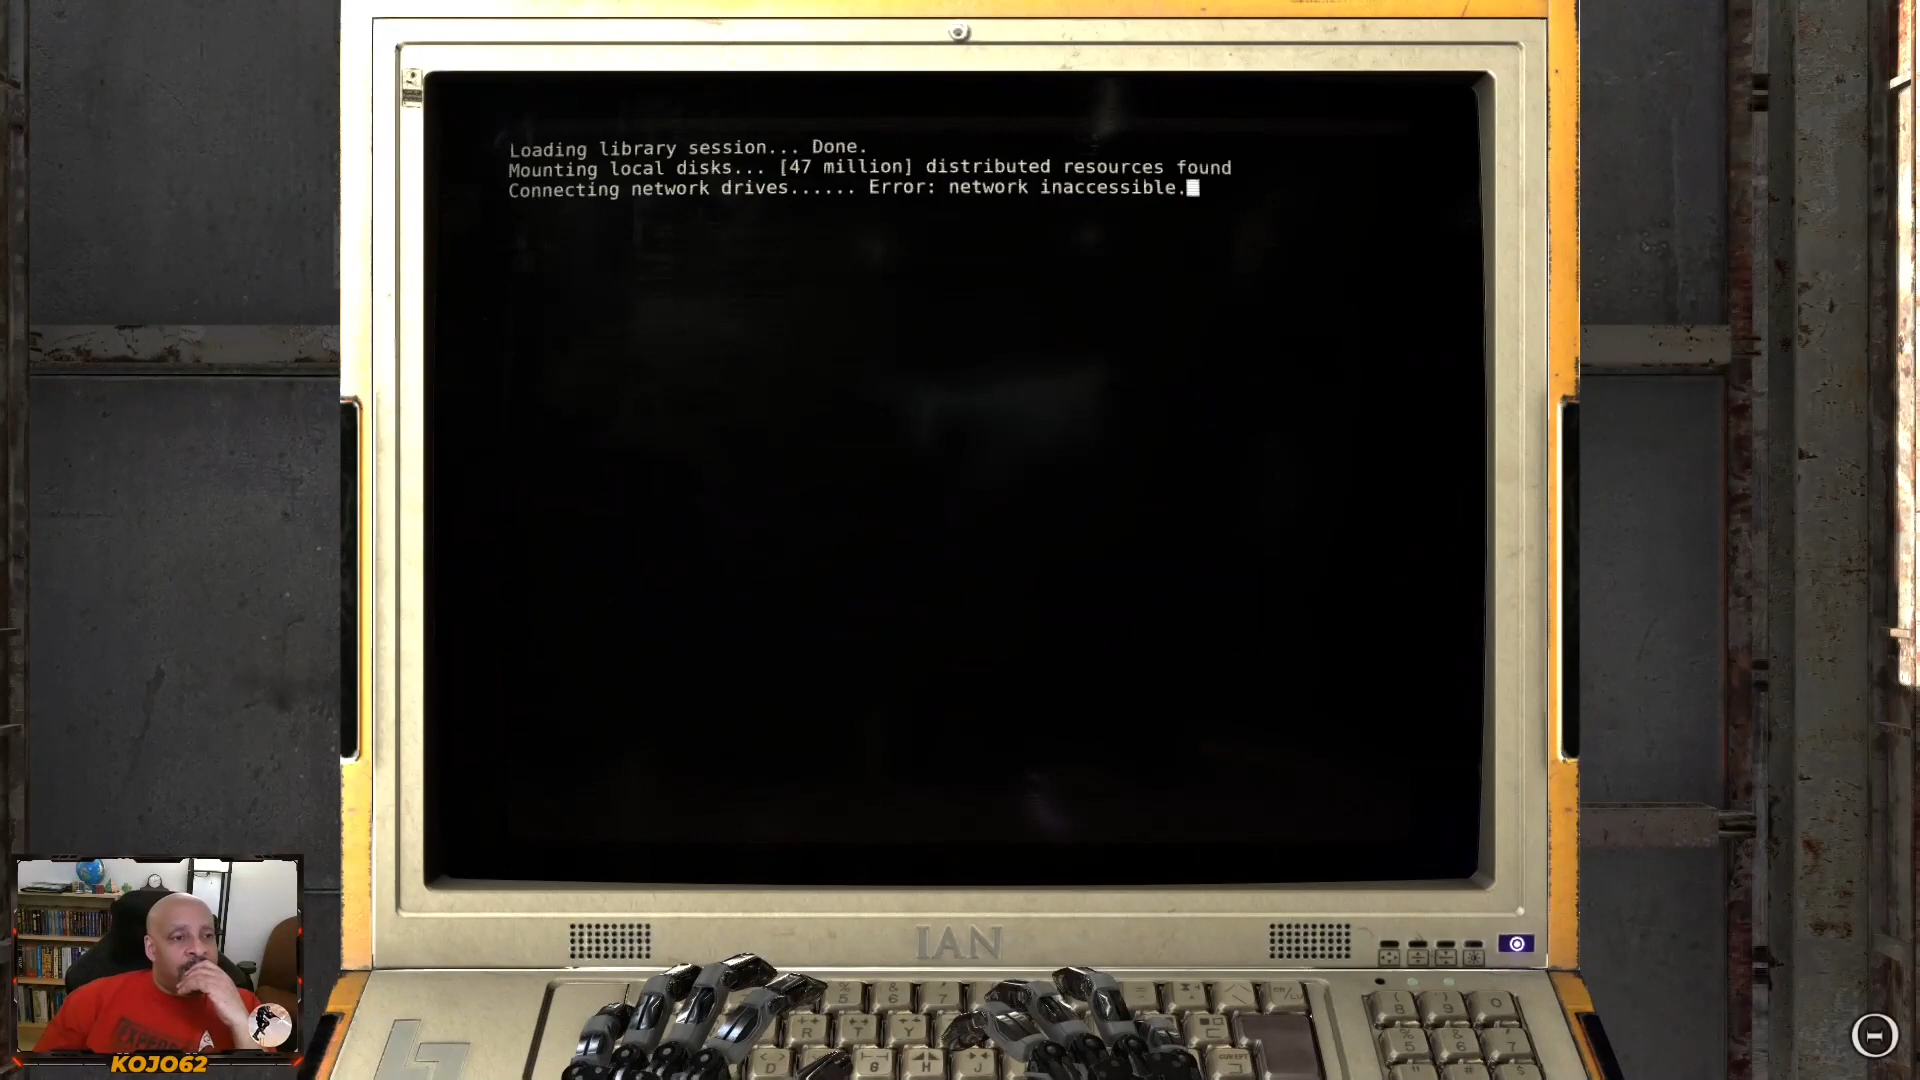 Loading library session... Done.
Mounting local disks... [47 million] distributed resources found
Connecting network drives...... Error: network inaccessible.
IAN
KOJO62